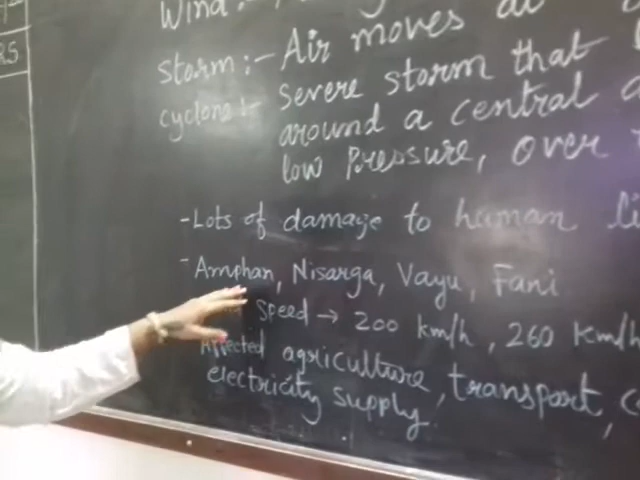 25
Wind:-
Storm:- Air moves at
cyclone:- severe storm that
around a central
low Pressure, over
- Lots of damage to human li
- Amphan, Nisarga, Vayu, Fani
speed → 200 km/h, 260 Km/h
Affected agriculture, transport, c
electricity supply,